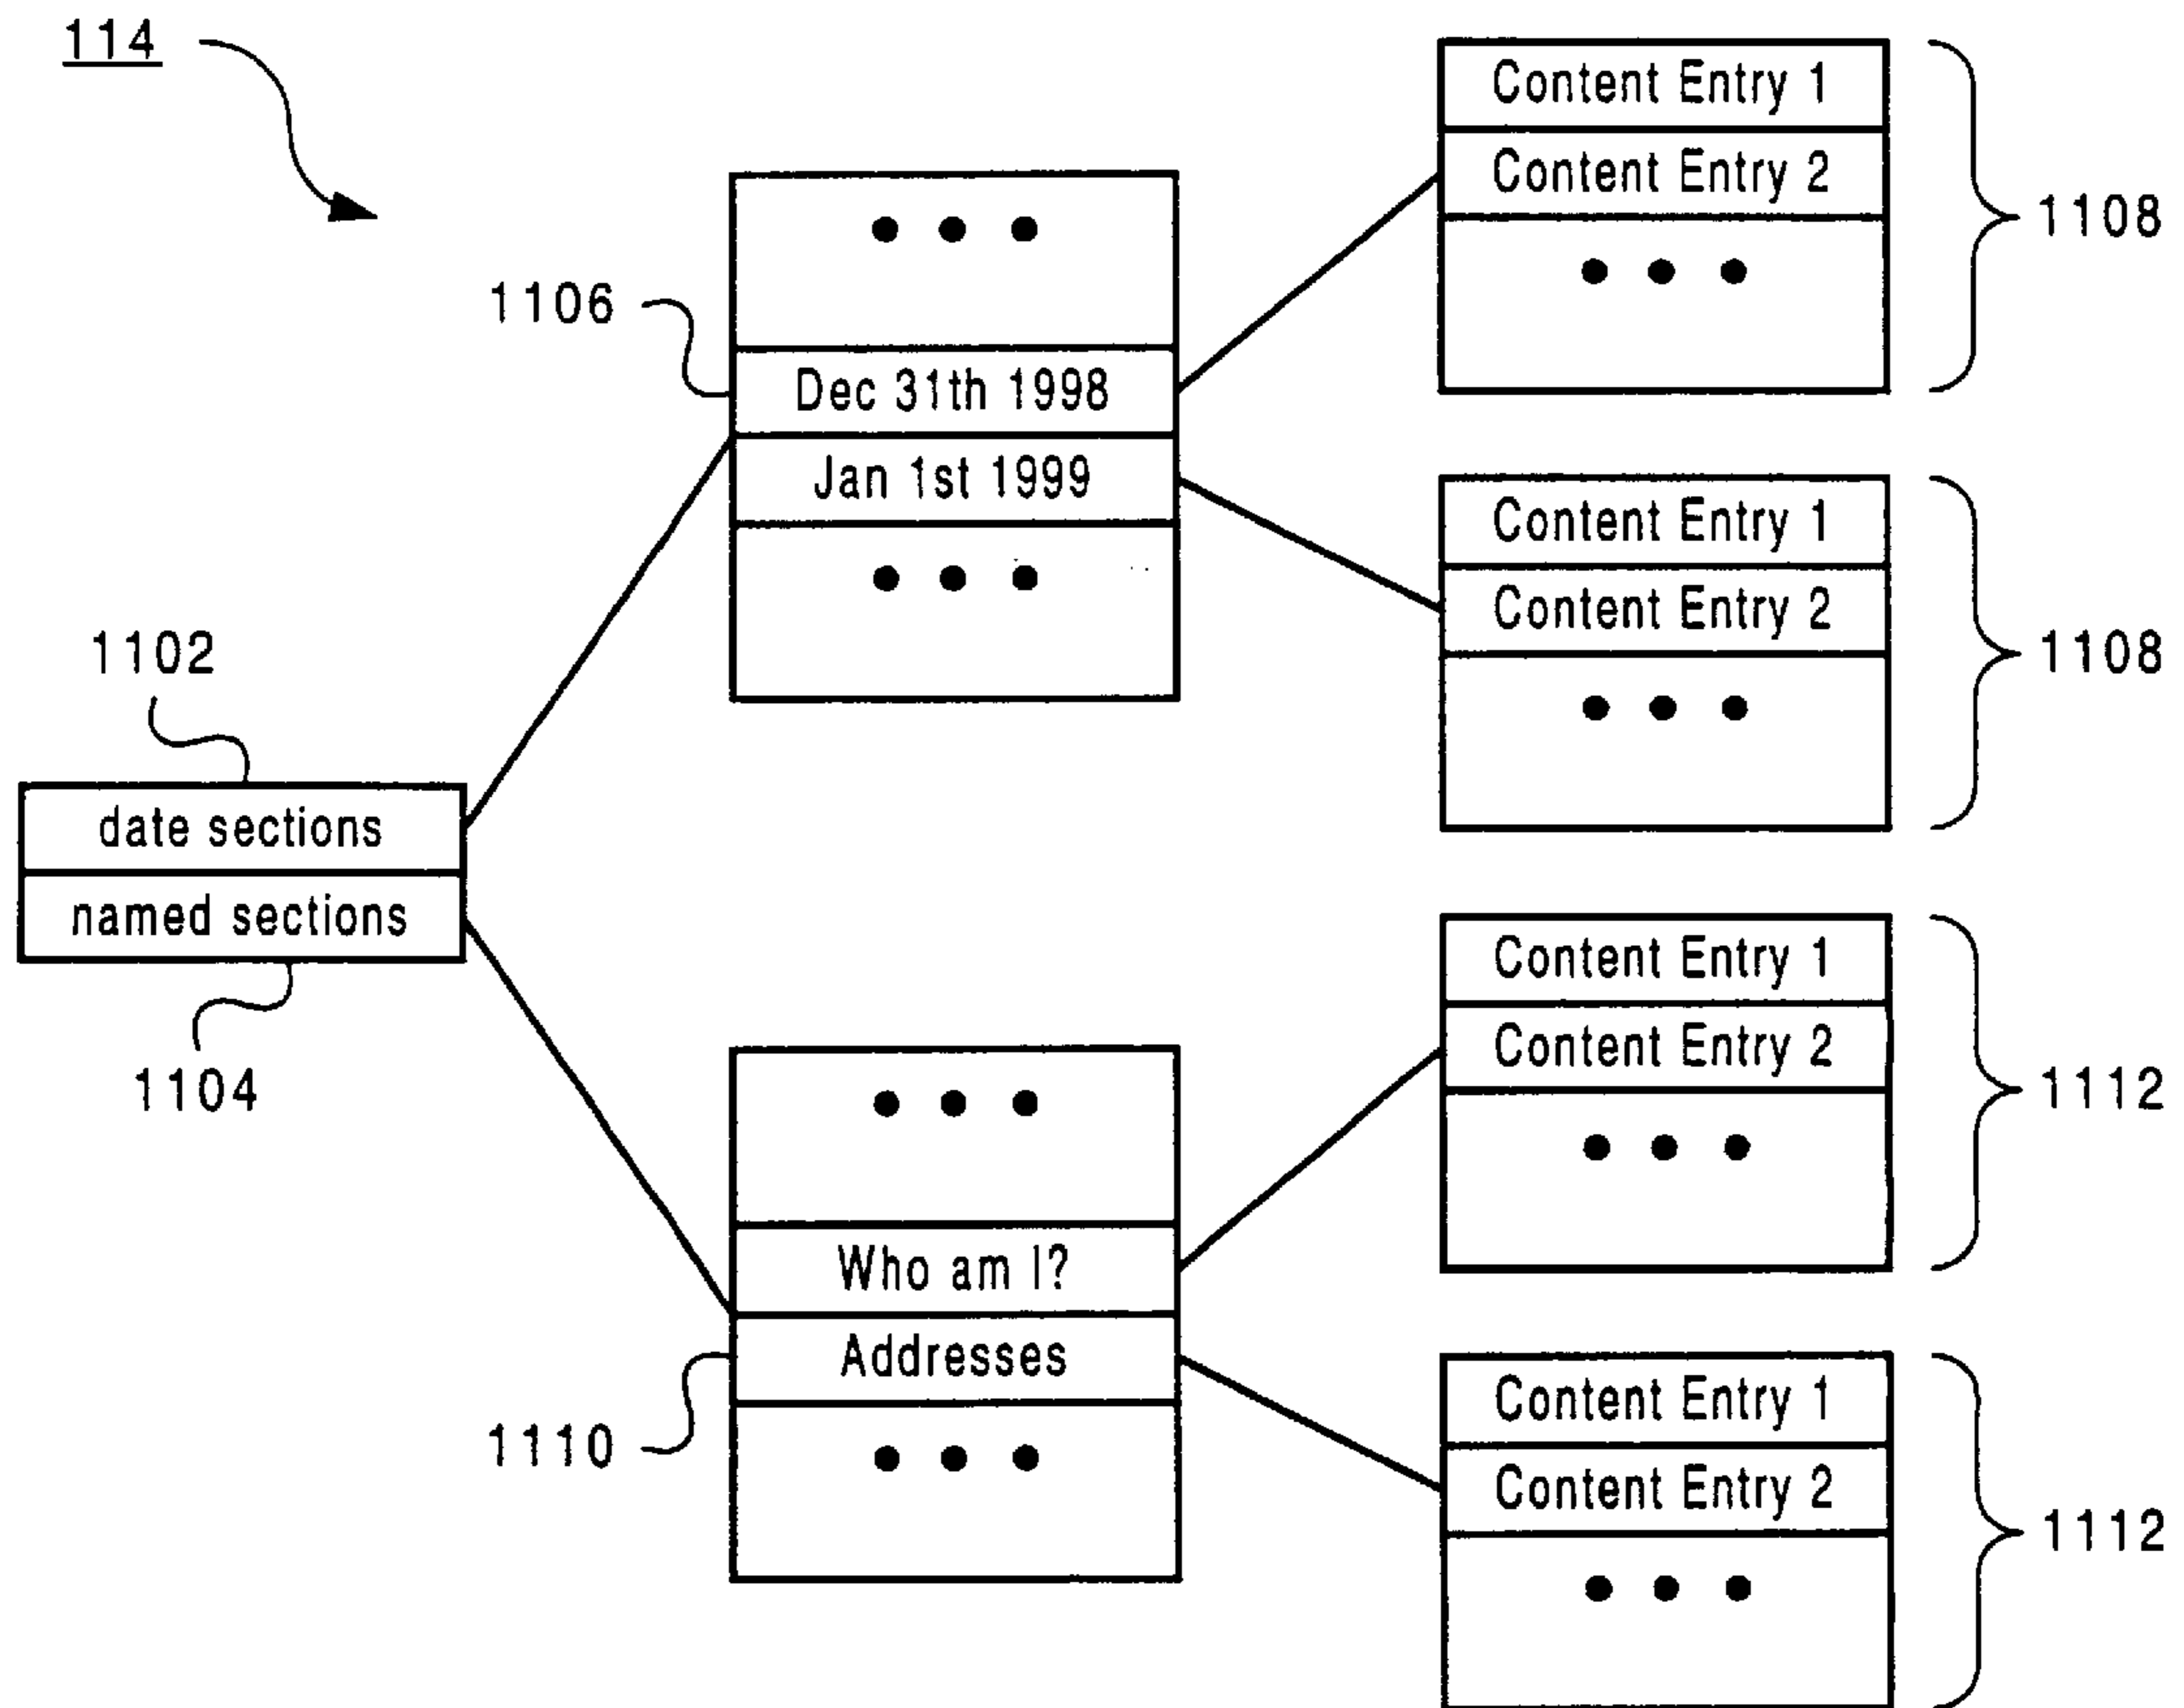 114
Content Entry 1
Content Entry 2
• • •
1108
• • •
1106
Dec 31th 1998
Jan 1st 1999
• • •
Content Entry 1
Content Entry 2
• • •
1108
1102
date sections
named sections
1104
Content Entry 1
Content Entry 2
• • •
1112
• • •
Who am I?
Addresses
1110
• • •
Content Entry 1
Content Entry 2
• • •
1112